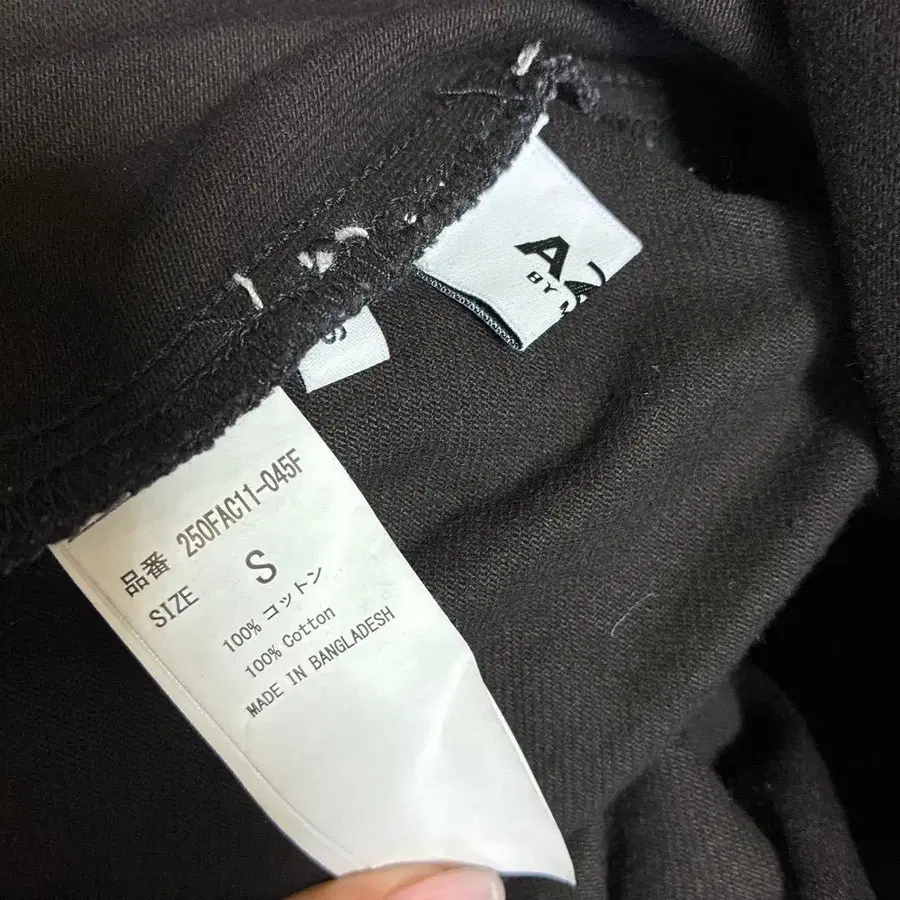 BY M
S
品番 250FAC11-045F
SIZE S
100% コットン
100% Cotton
MADE IN BANGLADESH